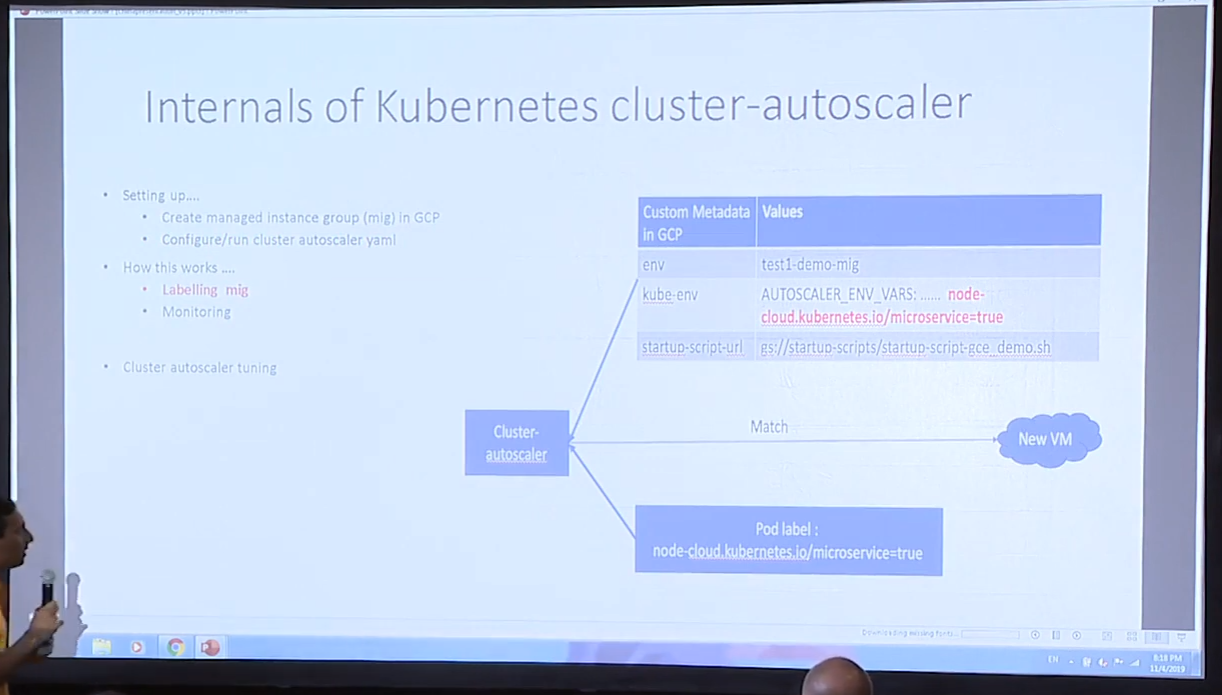 Internals of Kubernetes cluster-autoscaler
• Setting up....
• Create managed instance group (mig) in GCP
• Configure/run cluster autoscaler yaml
• How this works ....
• Labelling mig
• Monitoring
• Cluster autoscaler tuning
Custom Metadata
in GCP
Values
env
test1-demo-mig
kube-env
AUTOSCALER_ENV_VARS: ...... node-
cloud.kubernetes.io/microservice=true
startup-script-url
gs://startup-scripts/startup-script-gce_demo.sh
Cluster-
autoscaler
Match
New VM
Pod label :
node-cloud.kubernetes.io/microservice=true
Downloading missing fonts...
EN
6:18 PM
11/4/2019